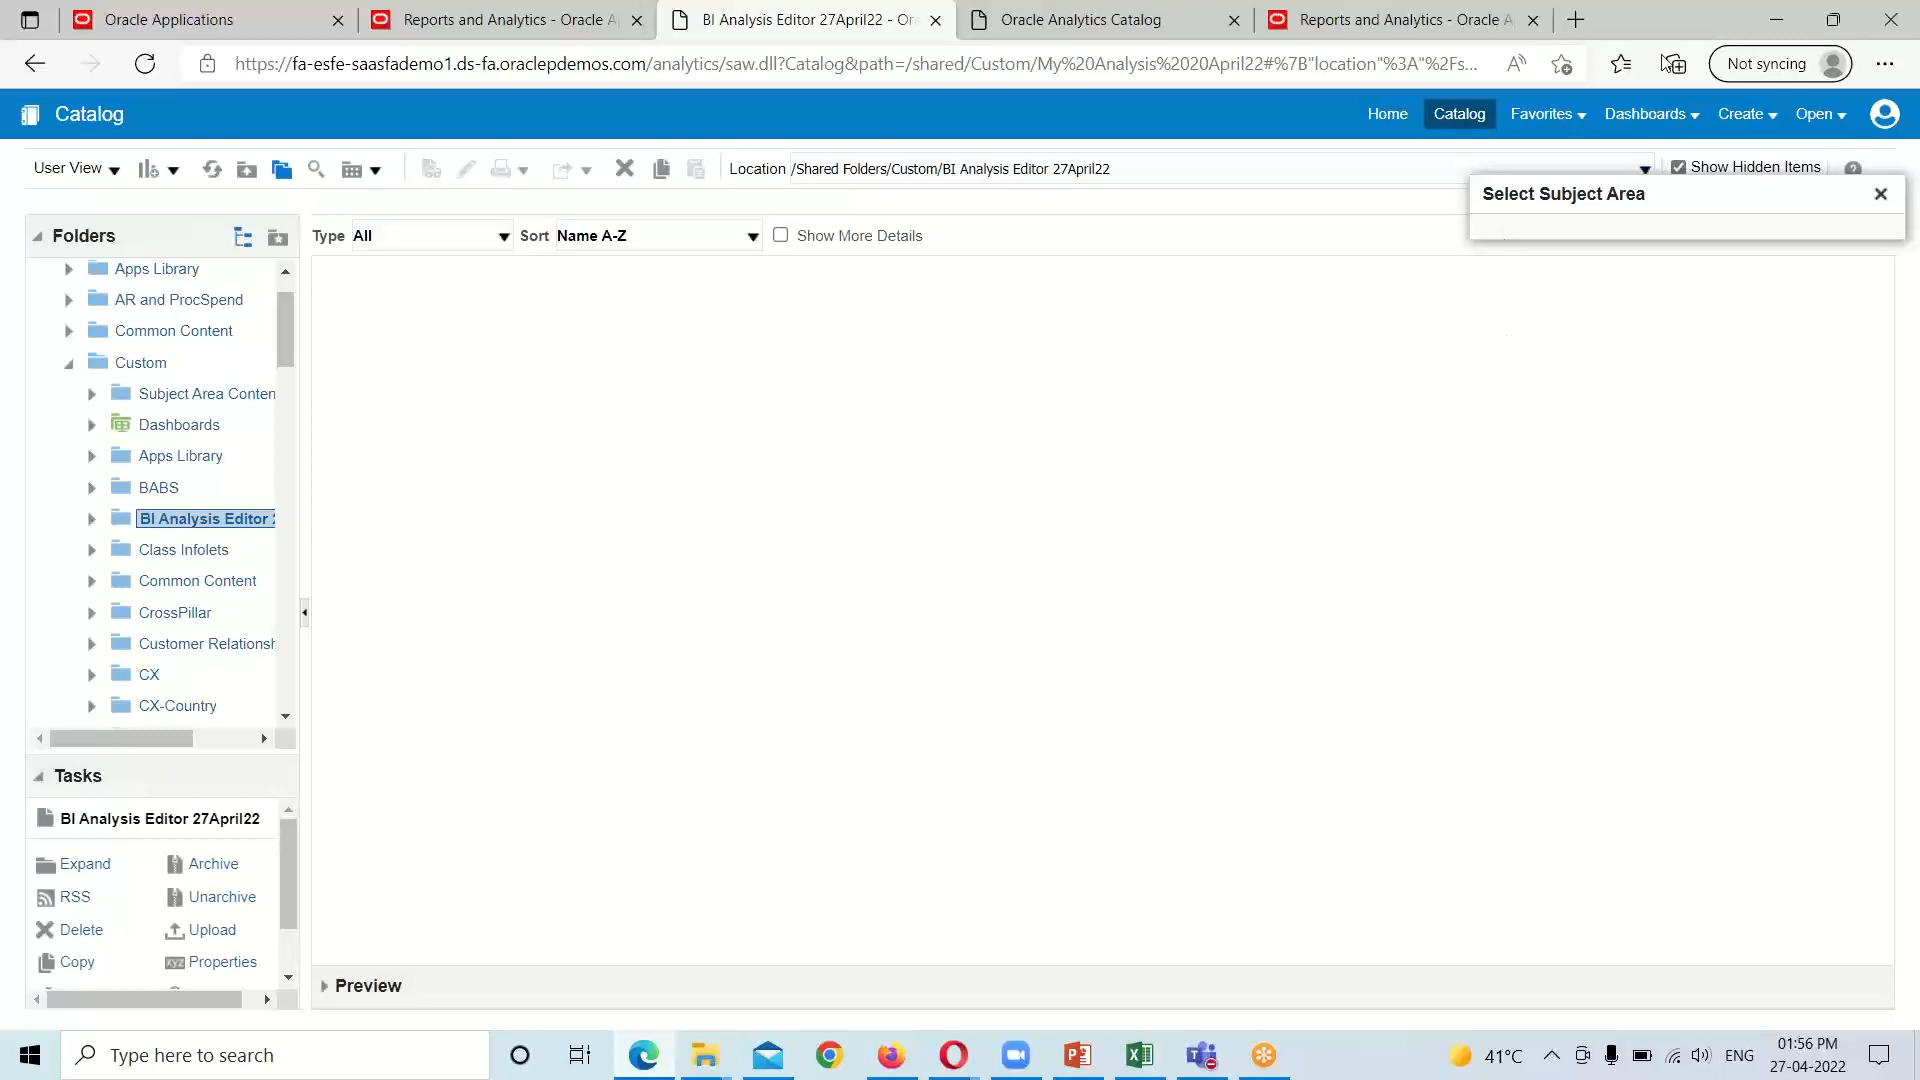 Oracle Applications
Reports and Analytics - Oracle A
BI Analysis Editor 27April22 - Or
Oracle Analytics Catalog
Reports and Analytics - Oracle A
https://fa-esfe-saasfademo1.ds-fa.oraclepdemos.com/analytics/saw.dll?Catalog&path=/shared/Custom/My%20Analysis%2020April22#%7B"location"%3A"%2Fs...
Not syncing
Catalog
Home
Catalog
Favorites
Dashboards
Create
Open
User View
Location /Shared Folders/Custom/BI Analysis Editor 27April22
Show Hidden Items
Select Subject Area
Folders
Type All
Sort Name A-Z
Show More Details
Apps Library
AR and ProcSpend
Common Content
Custom
Subject Area Conten
Dashboards
Apps Library
BABS
BI Analysis Editor 2
Class Infolets
Common Content
CrossPillar
Customer Relationsh
CX
CX-Country
Tasks
BI Analysis Editor 27April22
Expand
Archive
RSS
Unarchive
Delete
Upload
Copy
xyz Properties
Preview
Type here to search
41°C
ENG
01:56 PM
27-04-2022